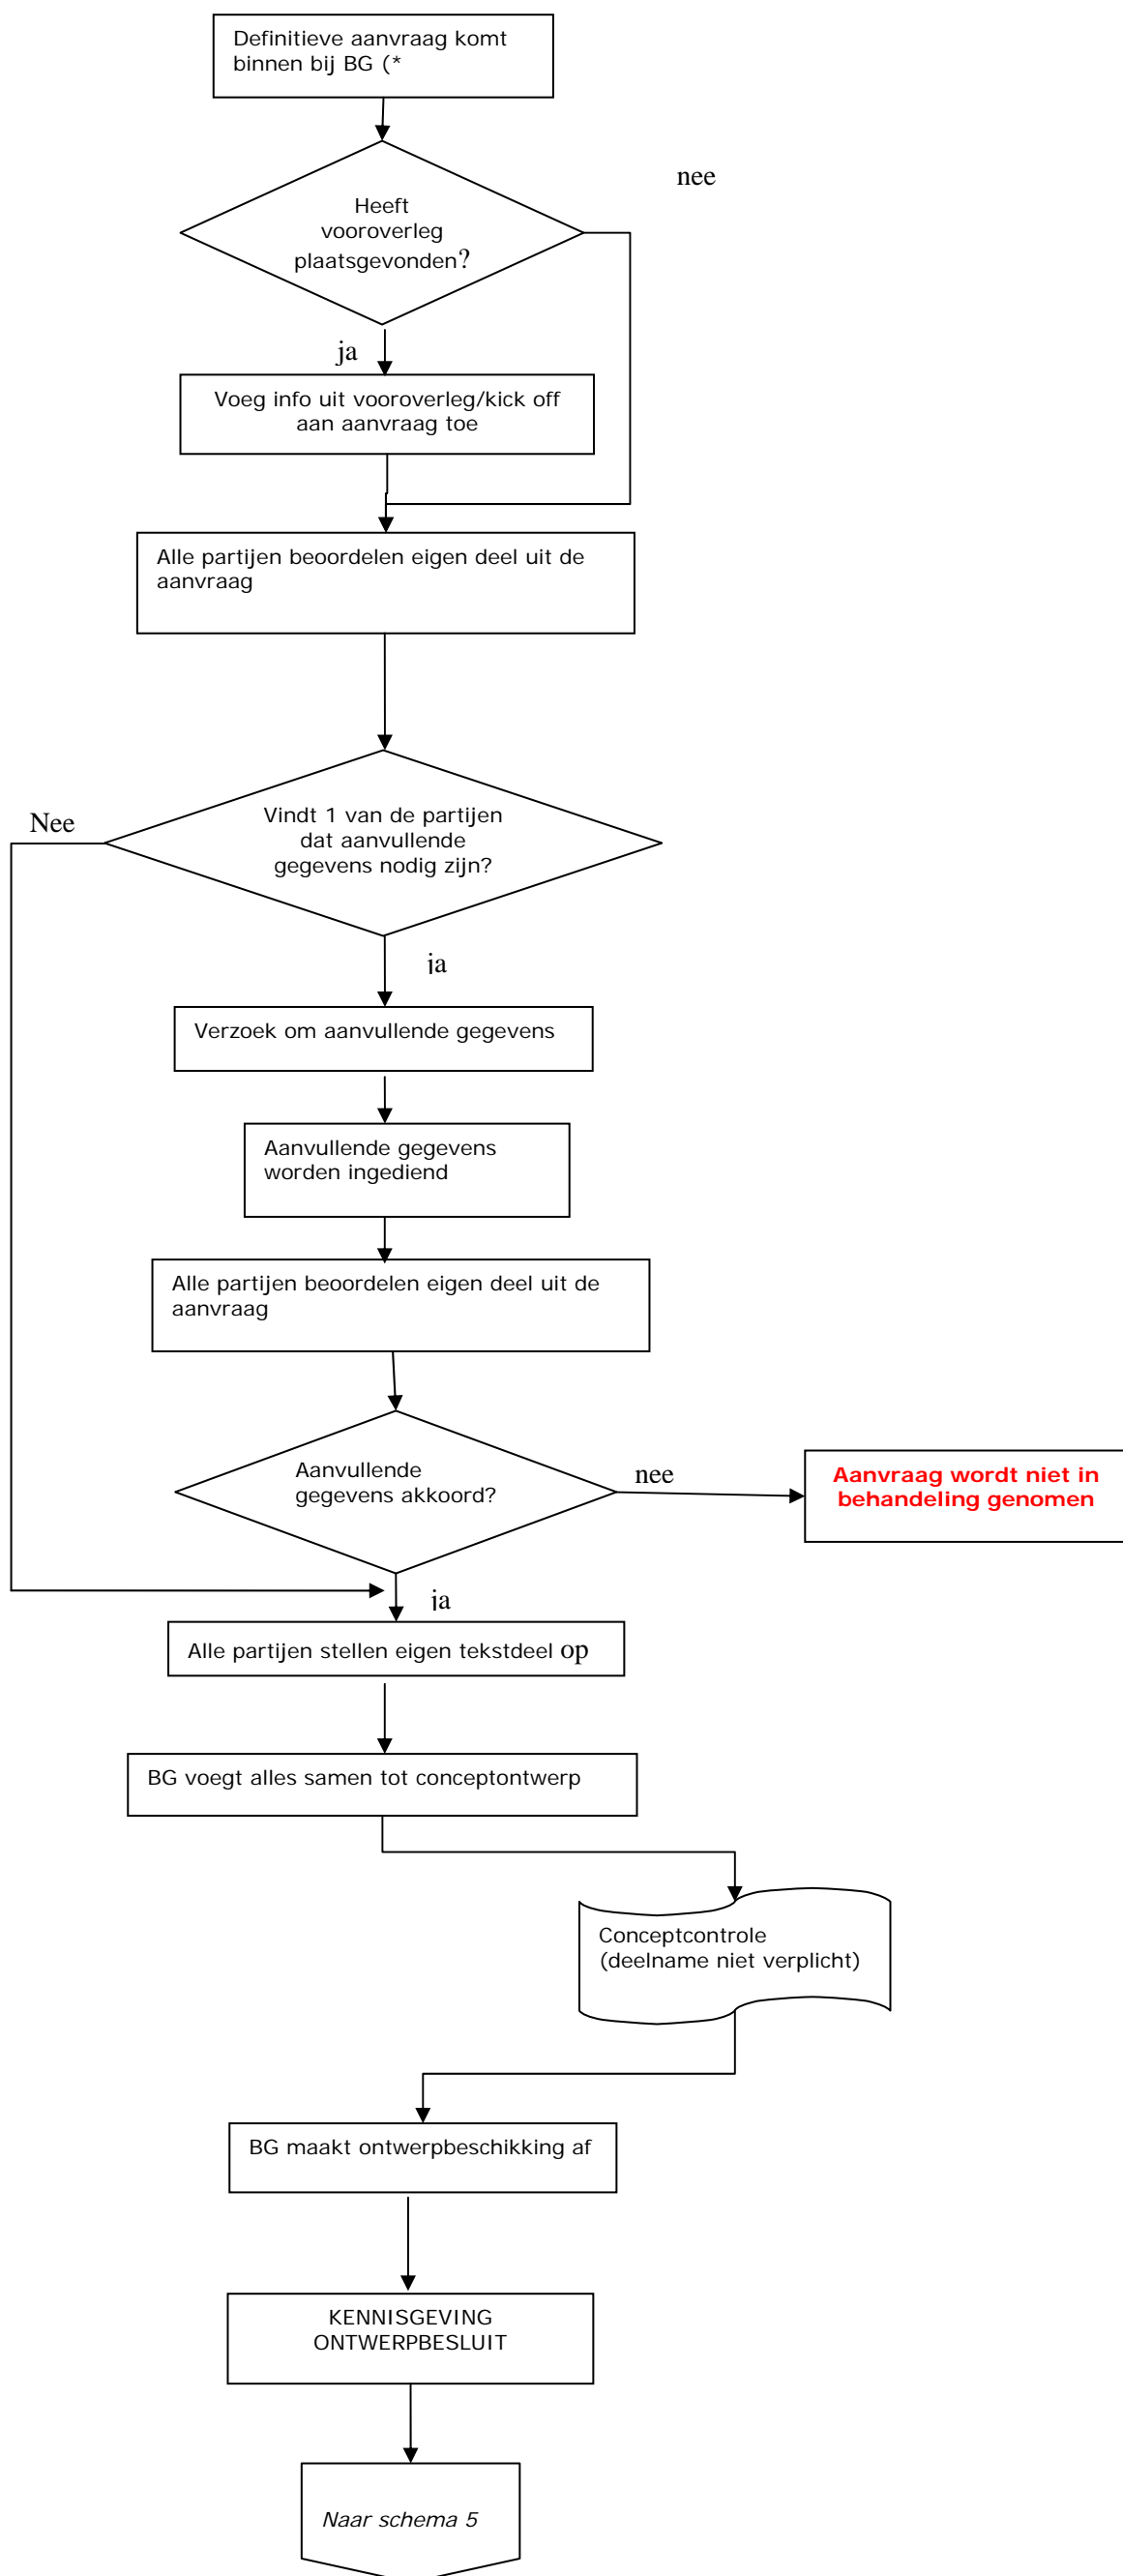 Definitieve aanvraag komt
binnen bij BG (*
nee
Heeft
vooroverleg
plaatsgevonden?
ja
Voeg info uit vooroverleg/kick off
aan aanvraag toe
Alle partijen beoordelen eigen deel uit de
aanvraag
Nee
Vindt 1 van de partijen
dat aanvullende
gegevens nodig zijn?
ja
Verzoek om aanvullende gegevens
Aanvullende gegevens
worden ingediend
Alle partijen beoordelen eigen deel uit de
aanvraag
Aanvullende
gegevens akkoord?
nee
Aanvraag wordt niet in
behandeling genomen
ja
Alle partijen stellen eigen tekstdeel op
BG voegt alles samen tot conceptontwerp
Conceptcontrole
(deelname niet verplicht)
BG maakt ontwerpbeschikking af
KENNISGEVING
ONTWERPBESLUIT
Naar schema 5